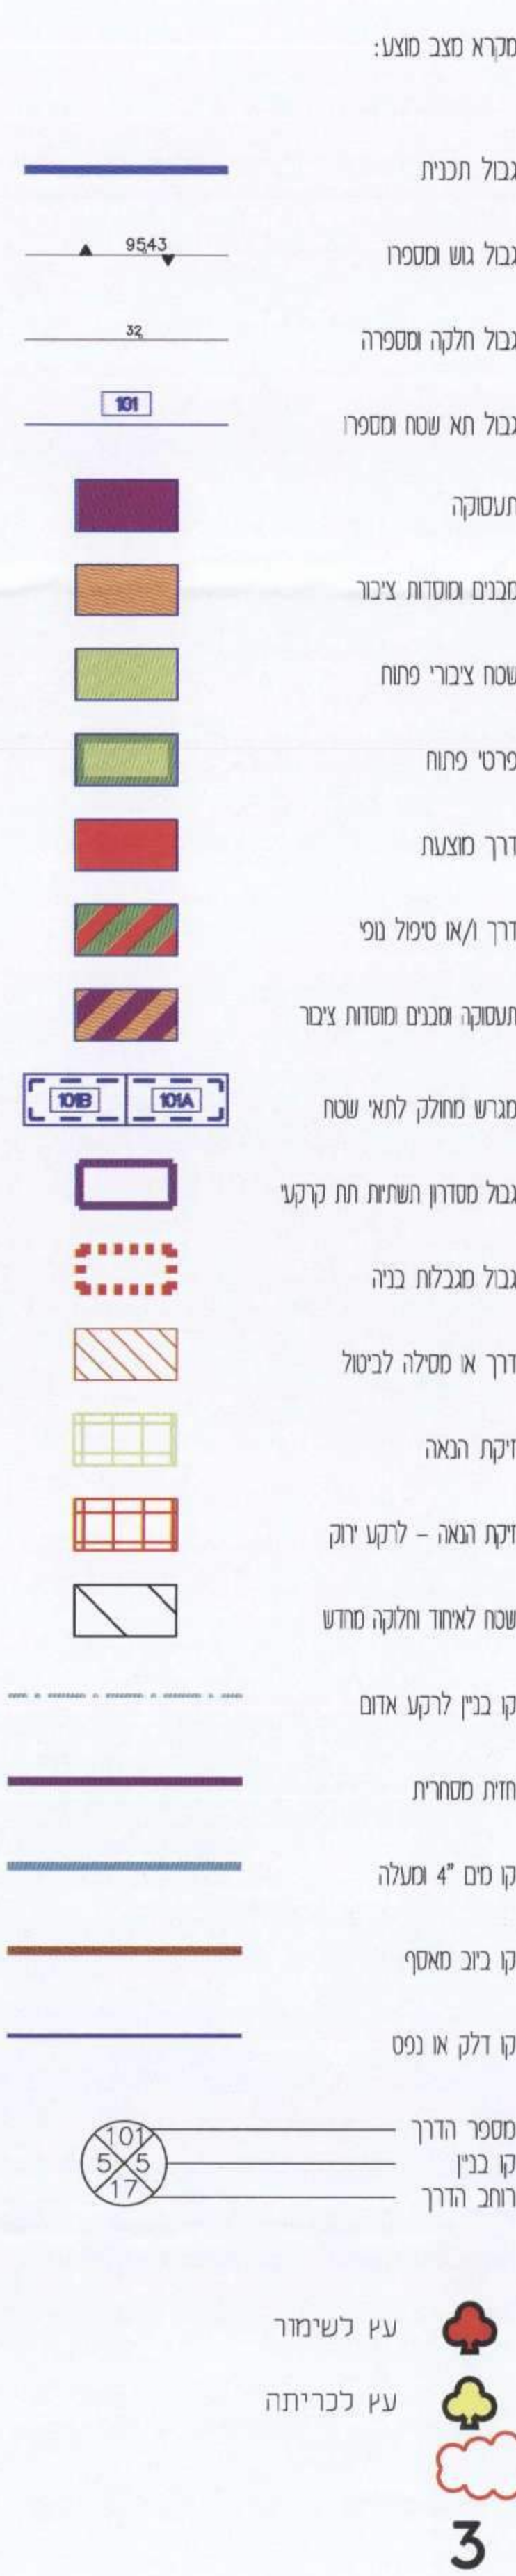 מקרא מצב מוצע:
גבול תכנית
גבול גוש ומספרו
9543
גבול חלקה ומספרה
32
גבול תא שטח ומספרו
101
תעסוקה
מבנים ומוסדות ציבור
שטח ציבורי פתוח
פרטי פתוח
דרך מוצעת
דרך ו/או טיפול נופי
תעסוקה ומבנים ומוסדות ציבור
מגרש מחולק לתאי שטח
101B 101A
גבול מסדרון תשתיות תת קרקעי
גבול מגבלות בניה
דרך או מסילה לביטול
זיקת הנאה
זיקת הנאה - לרקע ירוק
שטח לאיחוד וחלוקה מחדש
קו בניין לרקע אדום
חזית מסחרית
קו מים 4" ומעלה
קו ביוב מאסף
קו דלק או נפט
מספר הדרך
קו בניין
רוחב הדרך
101
5 5
17
עץ לשימור
עץ לכריתה
3